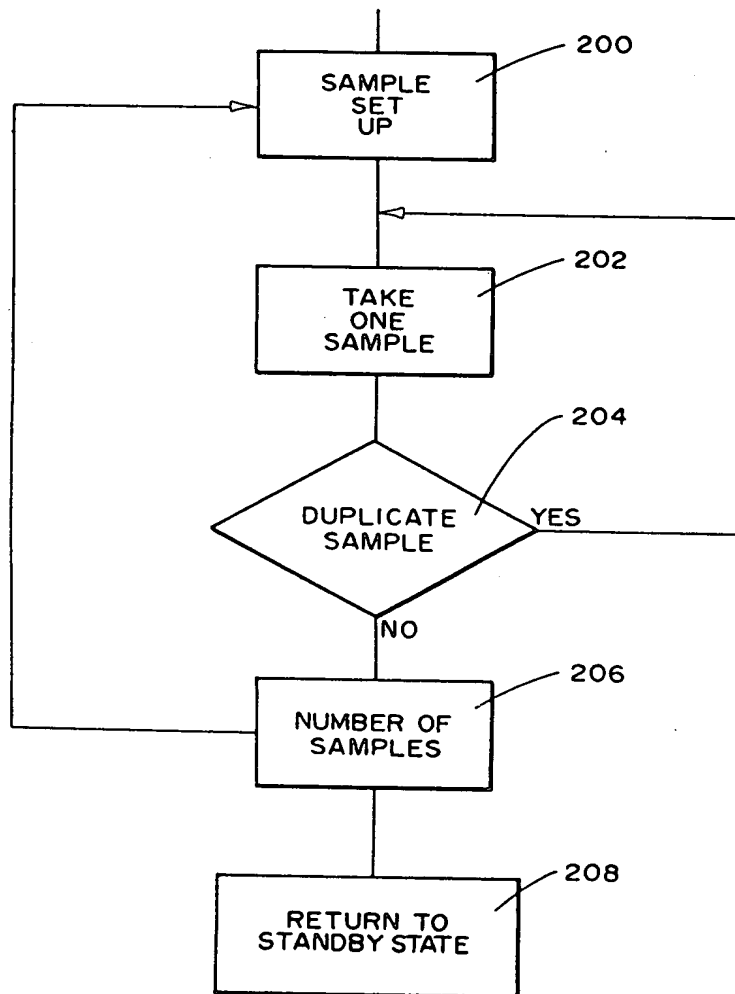 200
SAMPLE
SET
UP
202
TAKE
ONE
SAMPLE
204
DUPLICATE
SAMPLE
YES
NO
206
NUMBER OF
SAMPLES
208
RETURN TO
STANDBY STATE